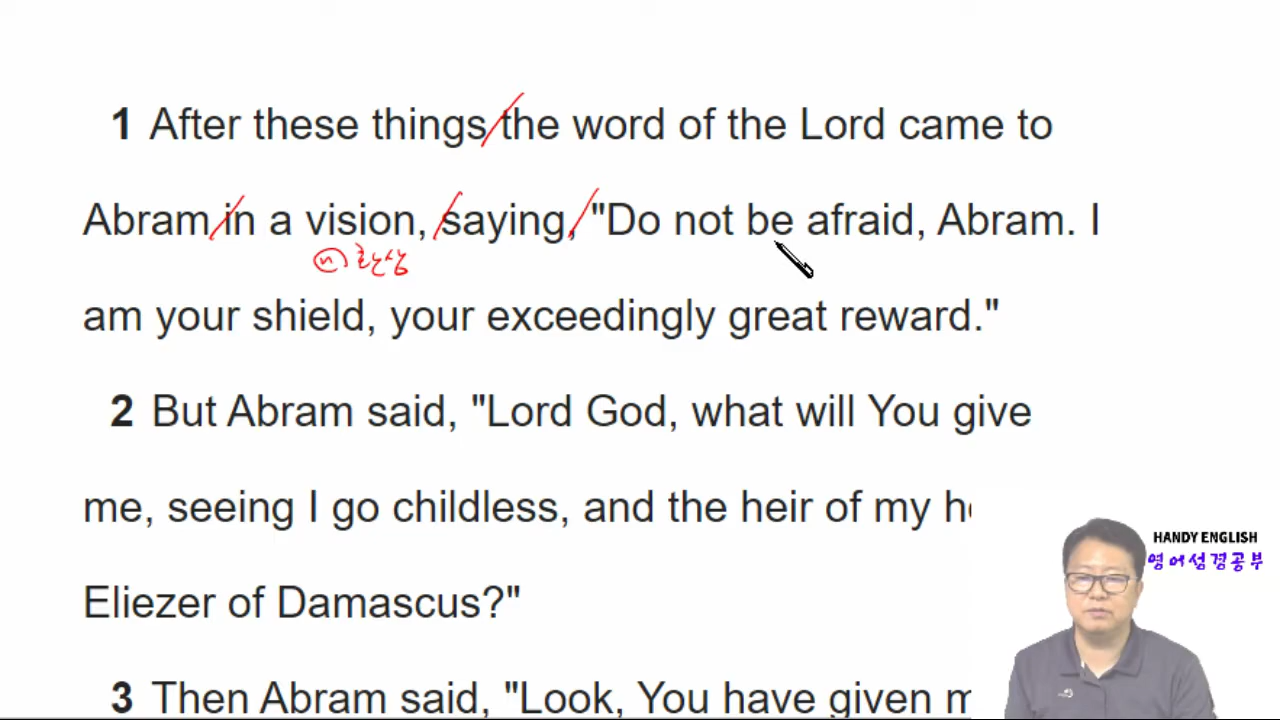 1 After these things the word of the Lord came to
Abram in a vision, saying, "Do not be afraid, Abram. I
ⓝ 환상
am your shield, your exceedingly great reward."
2 But Abram said, "Lord God, what will You give
me, seeing I go childless, and the heir of my
Eliezer of Damascus?"
3 Then Abram said, "Look, You have given
HANDY ENGLISH
영어성경공부